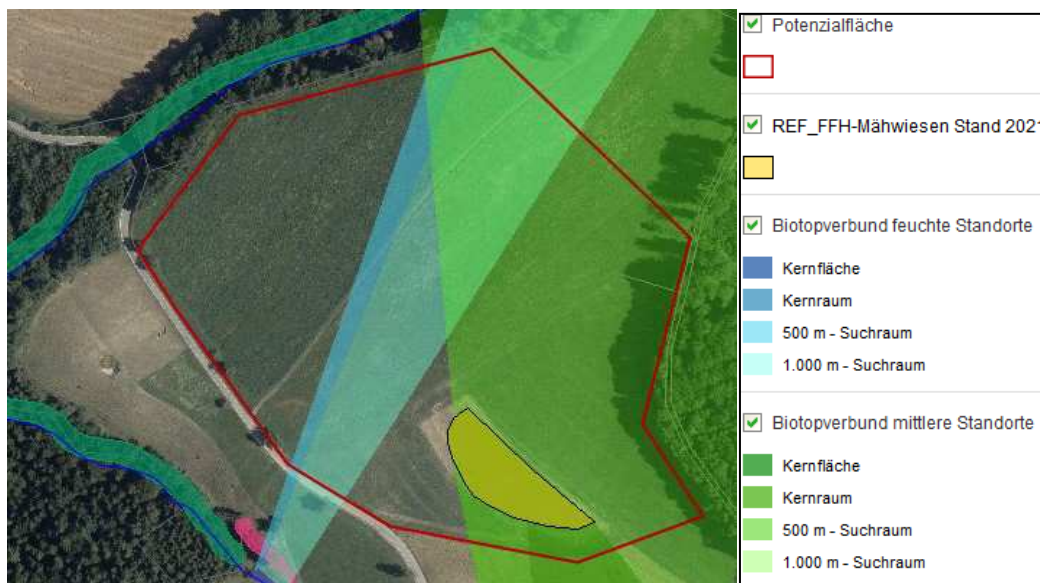 Potenzialfläche
REF_FFH-Mähwiesen Stand 2021
Biotopverbund feuchte Standorte
Kernfläche
Kernraum
500 m - Suchraum
1.000 m - Suchraum
Biotopverbund mittlere Standorte
Kernfläche
Kernraum
500 m - Suchraum
1.000 m - Suchraum